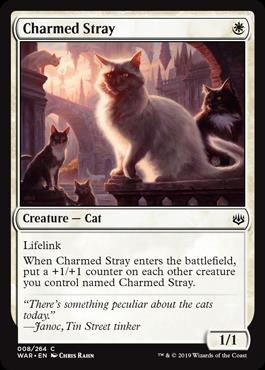 Charmed Stray
Creature — Cat
Lifelink
When Charmed Stray enters the battlefield,
put a +1/+1 counter on each other creature
you control named Charmed Stray.
“There’s something peculiar about the cats
today.”
—Janoc, Tin Street tinker
1/1
008/264 C
WAR • EN Chris Rahn
™ & © 2019 Wizards of the Coast